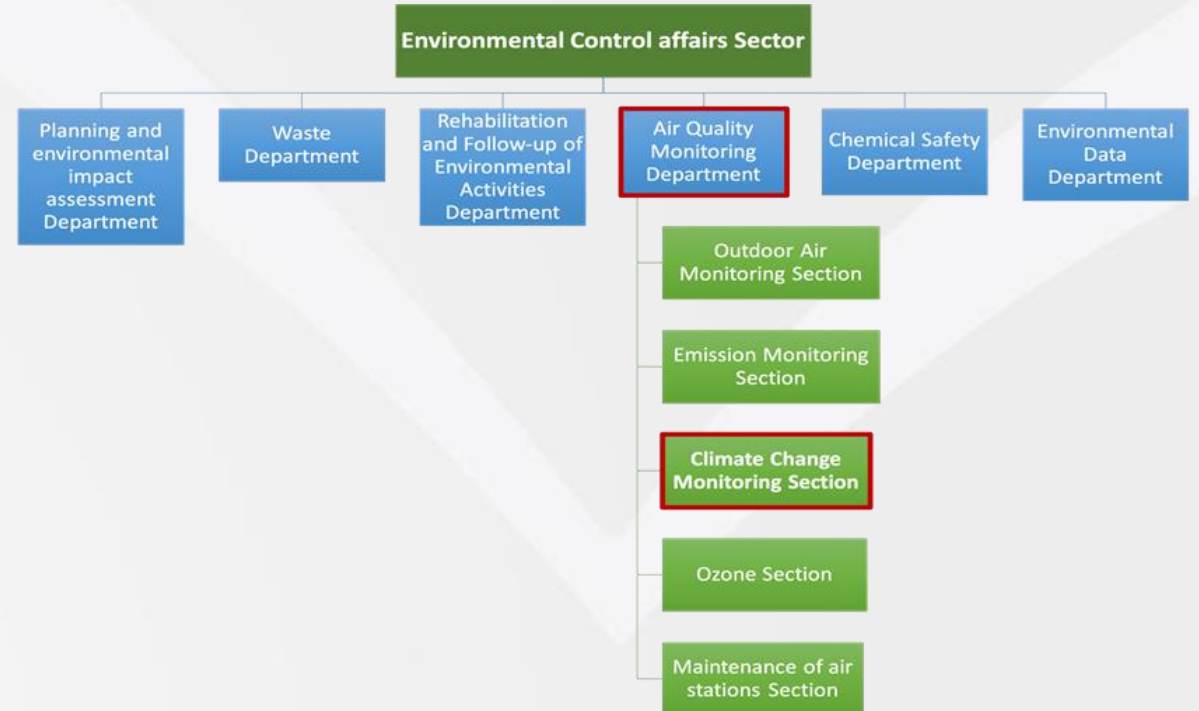 Environmental Control affairs Sector
Planning and
environmental
impact
assessment
Department
Waste
Department
Rehabilitation
and Follow-up of
Environmental
Activities
Department
Air Quality
Monitoring
Department
Chemical Safety
Department
Environmental
Data
Department
Outdoor Air
Monitoring Section
Emission Monitoring
Section
Climate Change
Monitoring Section
Ozone Section
Maintenance of air
stations Section